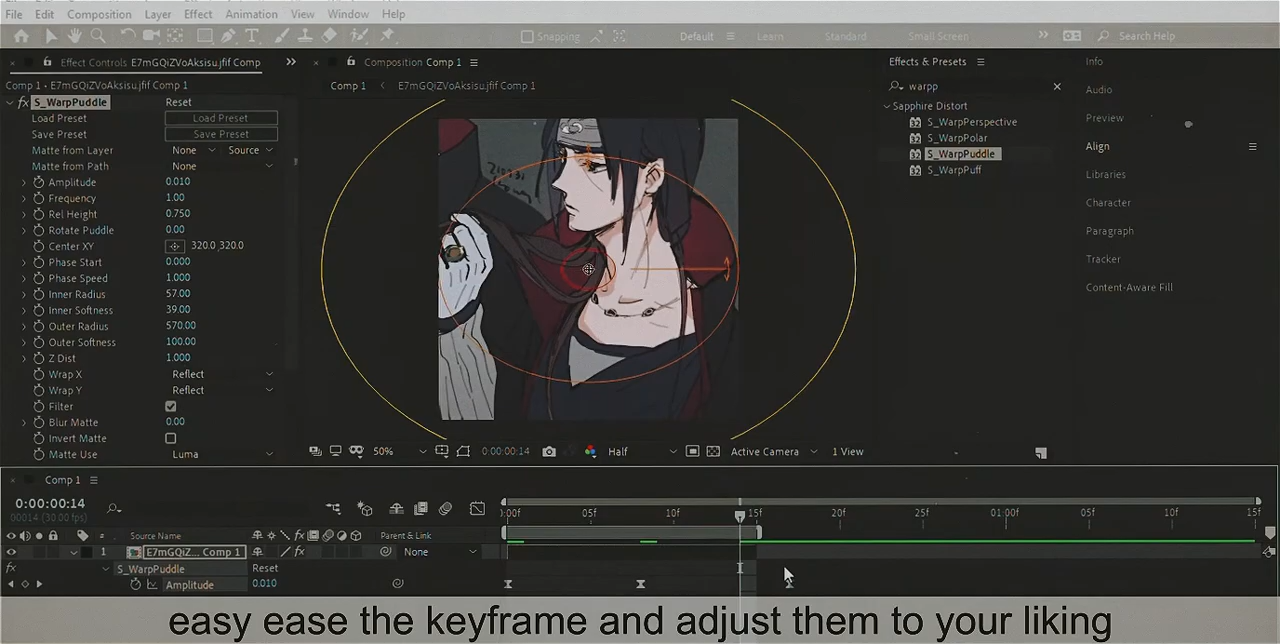 File Edit Composition Layer Effect Animation View Window Help
Snapping Default Learn Standard Small Screen Search Help
Effect Controls E7mGQiZVoAksisu.jfif Comp
Comp 1 • E7mGQiZVoAksisu.jfif Comp 1
fx S_WarpPuddle Reset
Load Preset Load Preset
Save Preset Save Preset
Matte from Layer None Source
Matte from Path None
Amplitude 0.010
Frequency 1.00
Rel Height 0.750
Rotate Puddle 0.00
Center XY 320.0,320.0
Phase Start 0.000
Phase Speed 1.000
Inner Radius 57.00
Inner Softness 39.00
Outer Radius 570.00
Outer Softness 100.00
Z Dist 1.000
Wrap X Reflect
Wrap Y Reflect
Filter
Blur Matte 0.00
Invert Matte
Matte Use Luma
Composition Comp 1
Comp 1 E7mGQiZVoAksisu.jfif Comp 1
50% 0:00:00:14 Half Active Camera 1 View
Effects & Presets
warpp
Sapphire Distort
32 S_WarpPerspective
32 S_WarpPolar
32 S_WarpPuddle
32 S_WarpPuff
Info
Audio
Preview
Align
Libraries
Character
Paragraph
Tracker
Content-Aware Fill
Comp 1
0:00:00:14
00014 (30.00 fps)
:00f 05f 10f 15f 20f 25f 01:00f 05f 10f 15f
# Source Name fx Parent & Link
1 E7mGQiZ... Comp 1 fx None
fx S_WarpPuddle Reset
Amplitude 0.010
easy ease the keyframe and adjust them to your liking